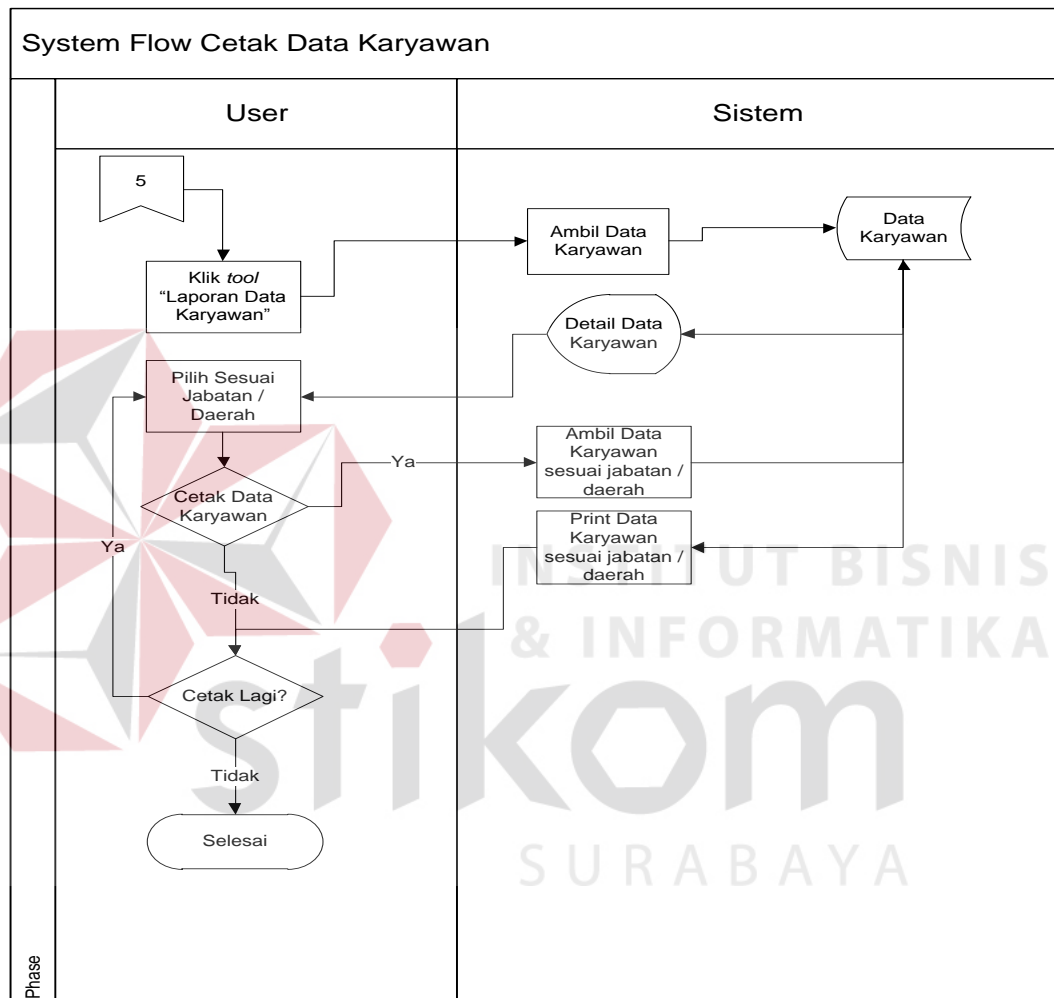 System Flow Cetak Data Karyawan
User
Sistem
5
Klik tool
“Laporan Data
Karyawan”
Ambil Data
Karyawan
Data
Karyawan
Detail Data
Karyawan
Pilih Sesuai
Jabatan /
Daerah
Cetak Data
Karyawan
Ya
Ambil Data
Karyawan
sesuai jabatan /
daerah
Print Data
Karyawan
sesuai jabatan /
daerah
Ya
Tidak
Cetak Lagi?
Tidak
Selesai
Phase
INSTITUT BISNIS
& INFORMATIKA
stikom
SURABAYA